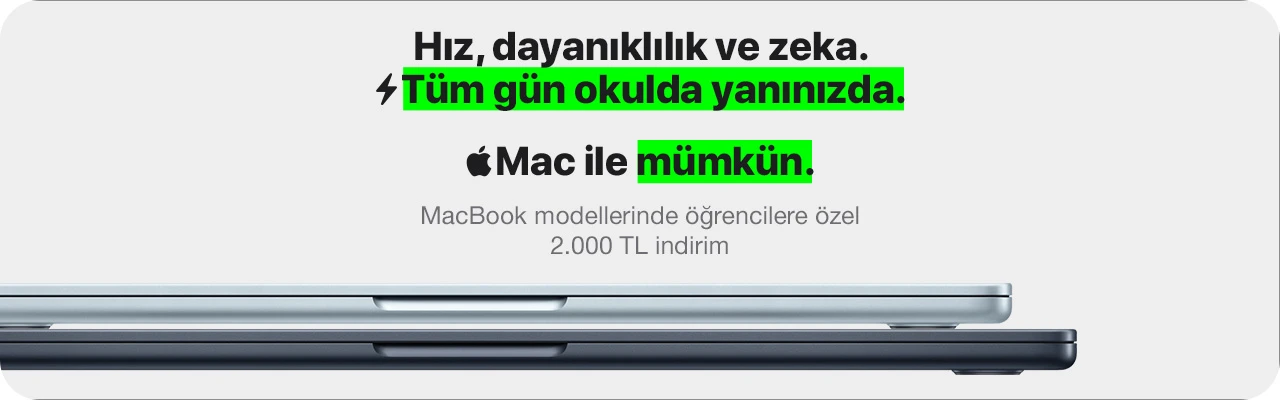 Hız, dayanıklılık ve zeka.
Tüm gün okulda yanınızda.
Mac ile mümkün.
MacBook modellerinde öğrencilere özel
2.000 TL indirim